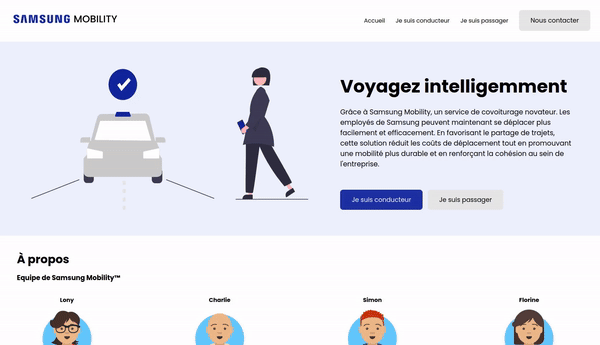 SAMSUNG MOBILITY
Accueil Je suis conducteur Je suis passager Nous contacter
Voyagez intelligemment
Grâce à Samsung Mobility, un service de covoiturage novateur. Les
employés de Samsung peuvent maintenant se déplacer plus
facilement et efficacement. En favorisant le partage de trajets,
cette solution réduit les coûts de déplacement tout en promouvant
une mobilité plus durable et en renforçant la cohésion au sein de
l'entreprise.
Je suis conducteur Je suis passager
À propos
Equipe de Samsung Mobility™
Lony Charlie Simon Florine